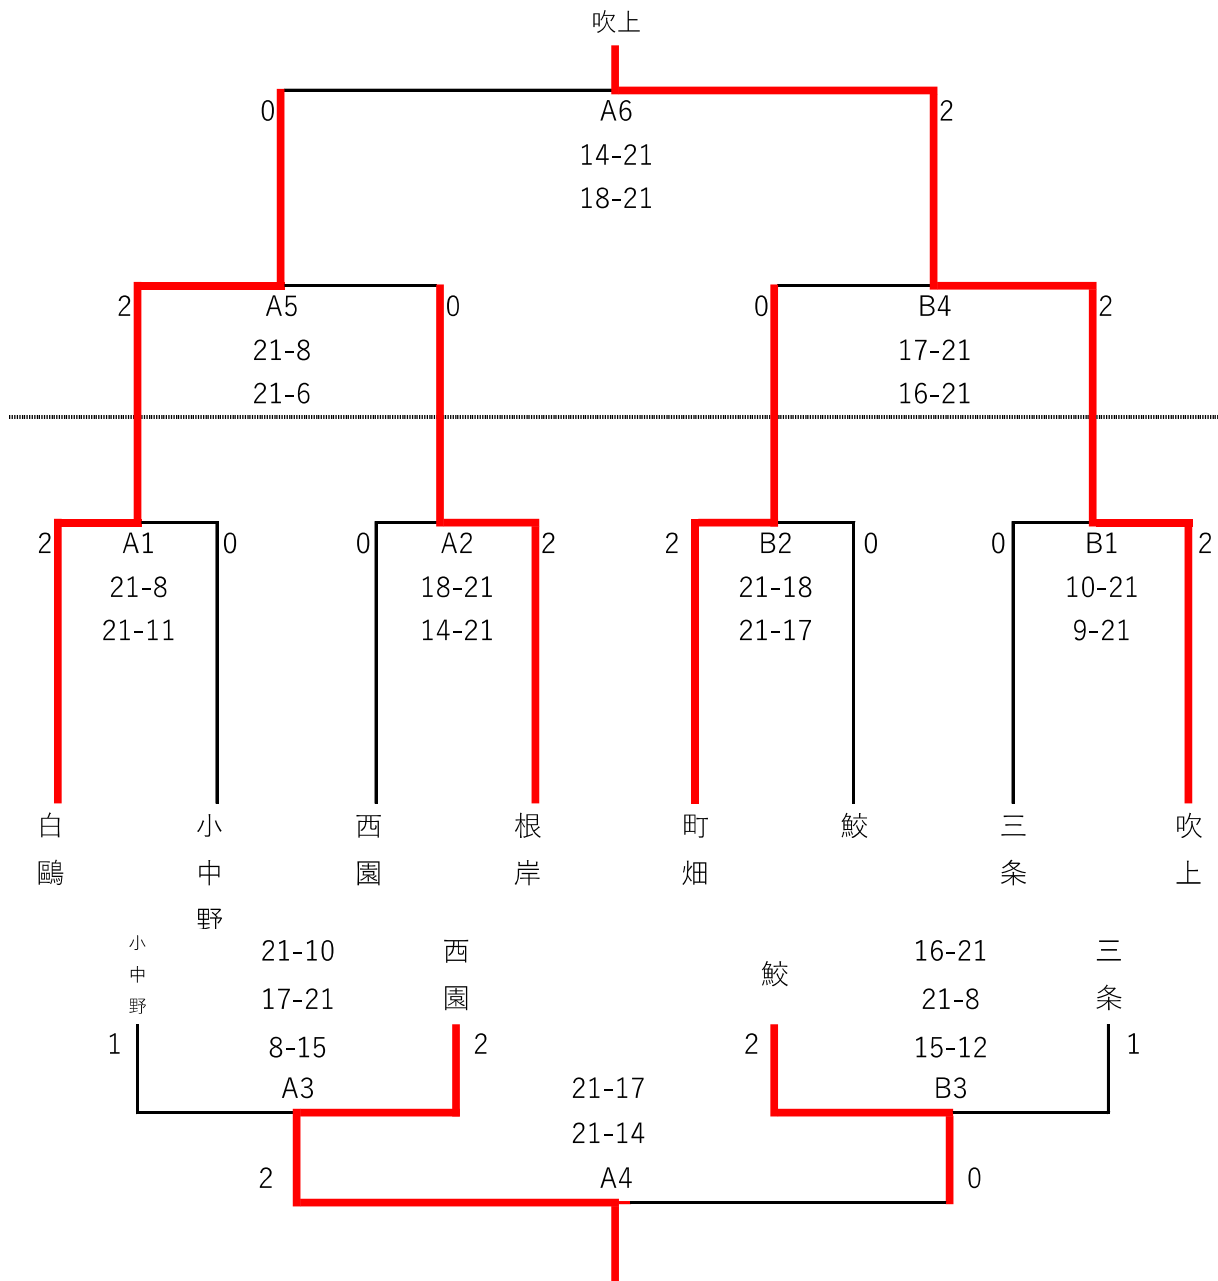 吹上
0 A6 2
14-21
18-21
2 A5 0 0 B4 2
21-8 17-21
21-6 16-21
2 A1 0 0 A2 2 2 B2 0 0 B1 2
21-8 18-21 21-18 10-21
21-11 14-21 21-17 9-21
白鷗 小中野 西園 根岸 町畑 鮫 三条 吹上
小中野 21-10 西園 鮫 16-21 三条
17-21 21-8
1 8-15 2 2 15-12 1
A3 21-17 B3
21-14
2 A4 0